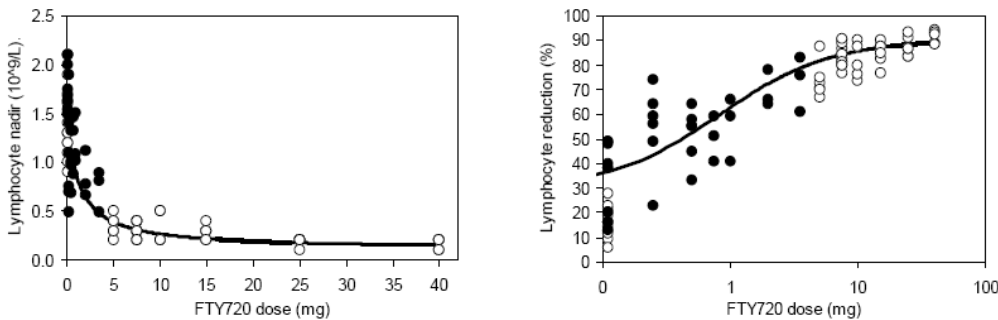 Lymphocyte nadir (10^9/L).
2.5
2.0
1.5
1.0
0.5
0.0
0 5 10 15 20 25 30 35 40
FTY720 dose (mg)
Lymphocyte reduction (%)
100
90
80
70
60
50
40
30
20
10
0
0 1 10 100
FTY720 dose (mg)